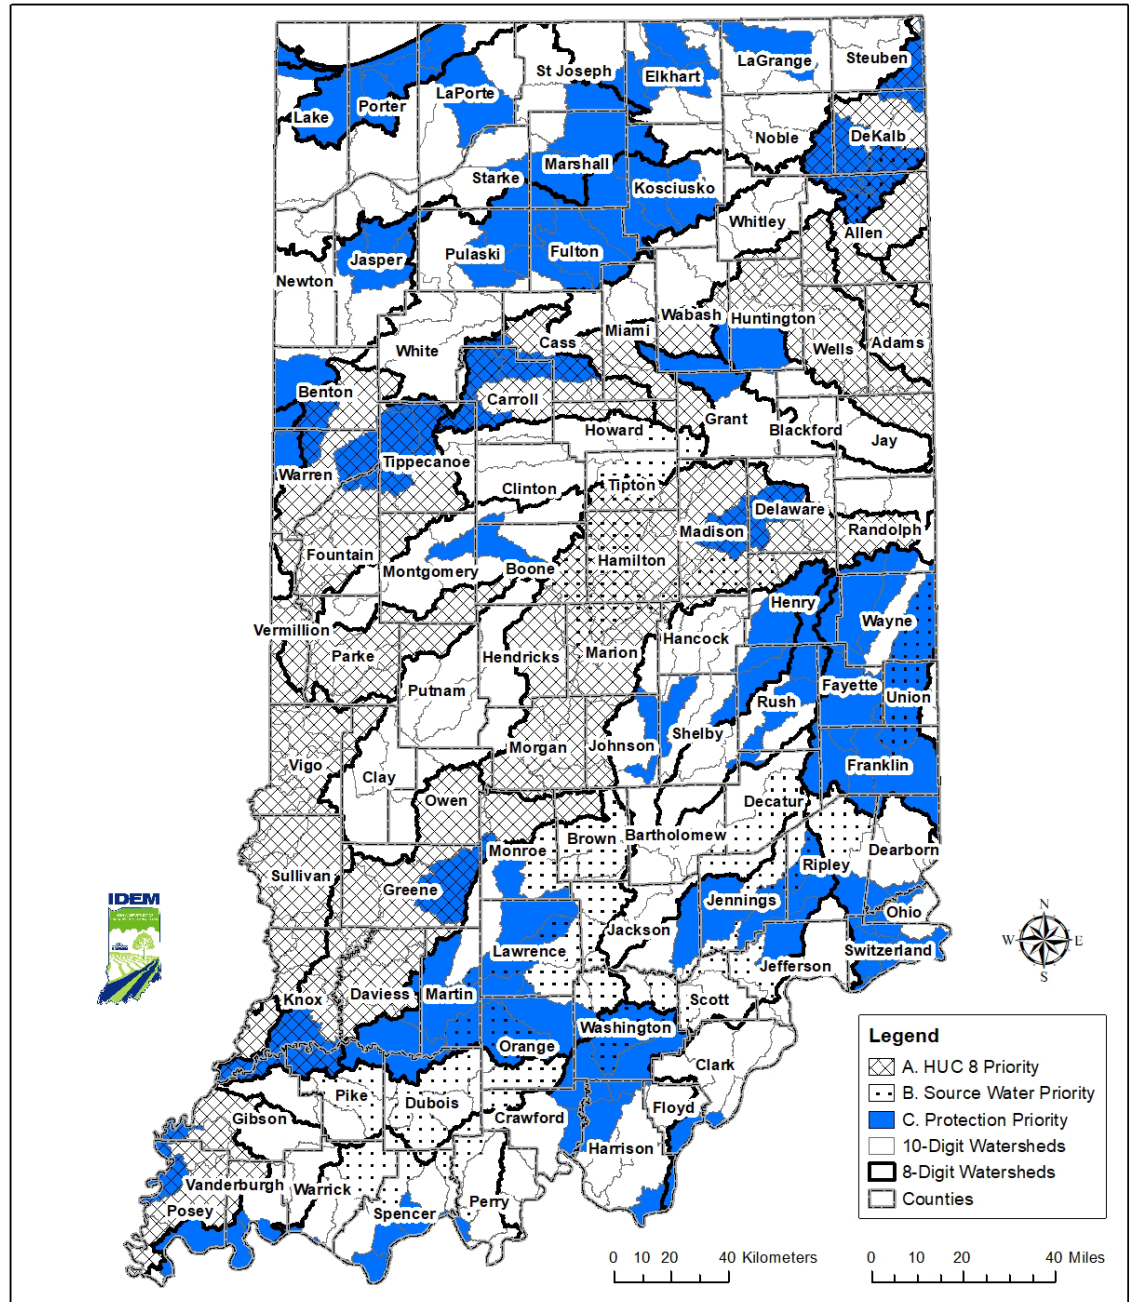 St Joseph
Elkhart
LaGrange
Steuben
LaPorte
Porter
Lake
Noble
DeKalb
Marshall
Starke
Kosciusko
Whitley
Allen
Jasper
Pulaski
Fulton
Newton
Wabash
Huntington
Miami
White
Cass
Wells
Adams
Benton
Carroll
Grant
Howard
Blackford
Jay
Warren
Tippecanoe
Clinton
Tipton
Delaware
Madison
Randolph
Fountain
Montgomery
Boone
Hamilton
Henry
Wayne
Vermillion
Parke
Hendricks
Marion
Hancock
Putnam
Fayette
Union
Rush
Shelby
Johnson
Morgan
Vigo
Clay
Franklin
Owen
Decatur
Monroe
Brown
Bartholomew
Ripley
Dearborn
Sullivan
Greene
Jennings
Ohio
Jackson
Lawrence
Switzerland
Jefferson
Knox
Daviess
Martin
Scott
Washington
Orange
Clark
Pike
Dubois
Gibson
Crawford
Floyd
Harrison
Vanderburgh
Warrick
Perry
Posey
Spencer
IDEM
N
W
E
S
Legend
A. HUC 8 Priority
B. Source Water Priority
C. Protection Priority
10-Digit Watersheds
8-Digit Watersheds
Counties
0 10 20 40 Kilometers
0 10 20 40 Miles